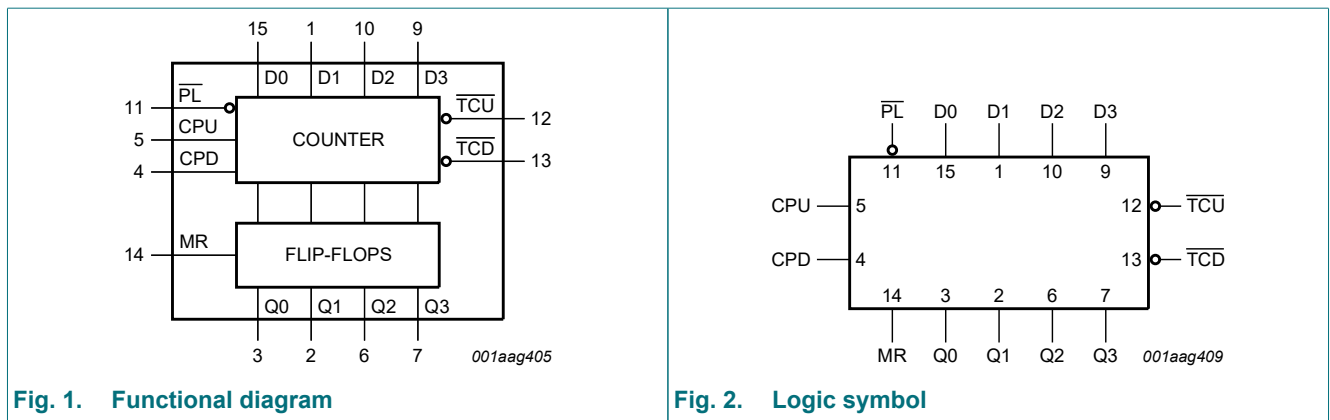 15 1 10 9
D0 D1 D2 D3
11 PL
TCU
12
5 CPU
COUNTER
TCD
13
4 CPD
14 MR
FLIP-FLOPS
Q0 Q1 Q2 Q3
3 2 6 7
001aag405
Fig. 1. Functional diagram
PL D0 D1 D2 D3
11 15 1 10 9
CPU 5
12 TCU
CPD 4
13 TCD
14 3 2 6 7
MR Q0 Q1 Q2 Q3
001aag409
Fig. 2. Logic symbol